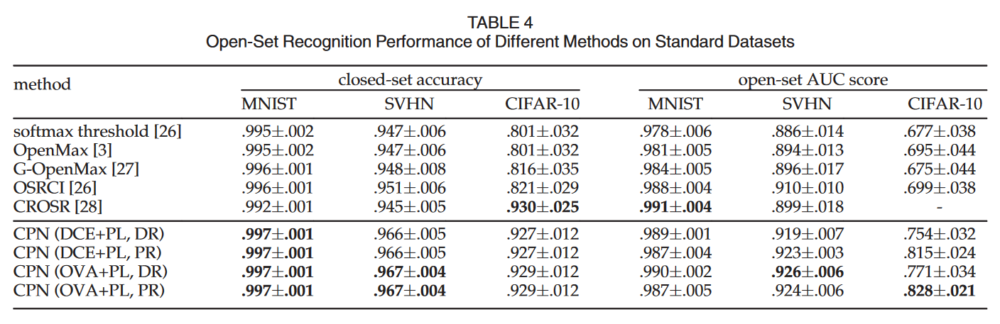 TABLE 4
Open-Set Recognition Performance of Different Methods on Standard Datasets
method closed-set accuracy open-set AUC score
MNIST SVHN CIFAR-10 MNIST SVHN CIFAR-10
softmax threshold [26] .995±.002 .947±.006 .801±.032 .978±.006 .886±.014 .677±.038
OpenMax [3] .995±.002 .947±.006 .801±.032 .981±.005 .894±.013 .695±.044
G-OpenMax [27] .996±.001 .948±.008 .816±.035 .984±.005 .896±.017 .675±.044
OSRCI [26] .996±.001 .951±.006 .821±.029 .988±.004 .910±.010 .699±.038
CROSR [28] .992±.001 .945±.005 .930±.025 .991±.004 .899±.018 -
CPN (DCE+PL, DR) .997±.001 .966±.005 .927±.012 .989±.001 .919±.007 .754±.032
CPN (DCE+PL, PR) .997±.001 .966±.005 .927±.012 .987±.004 .923±.003 .815±.024
CPN (OVA+PL, DR) .997±.001 .967±.004 .929±.012 .990±.002 .926±.006 .771±.034
CPN (OVA+PL, PR) .997±.001 .967±.004 .929±.012 .987±.005 .924±.006 .828±.021